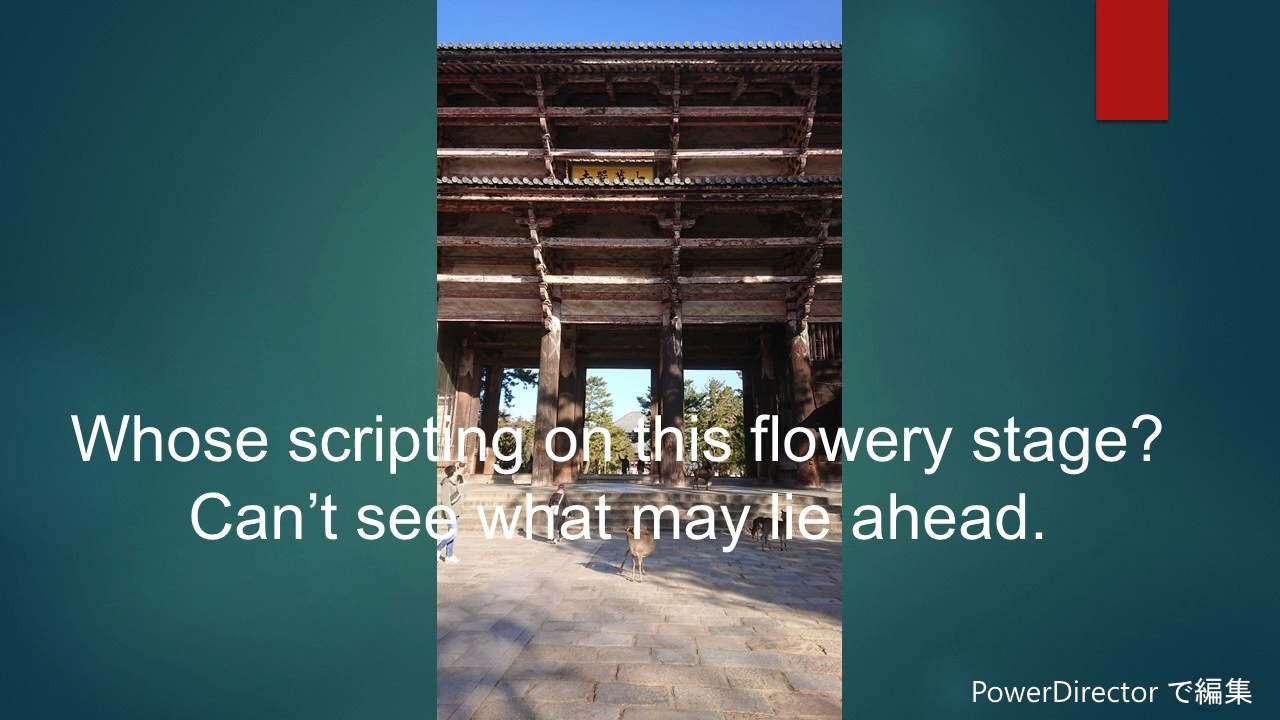 Whose scripting on this flowery stage?
Can’t see what may lie ahead.
PowerDirector で編集